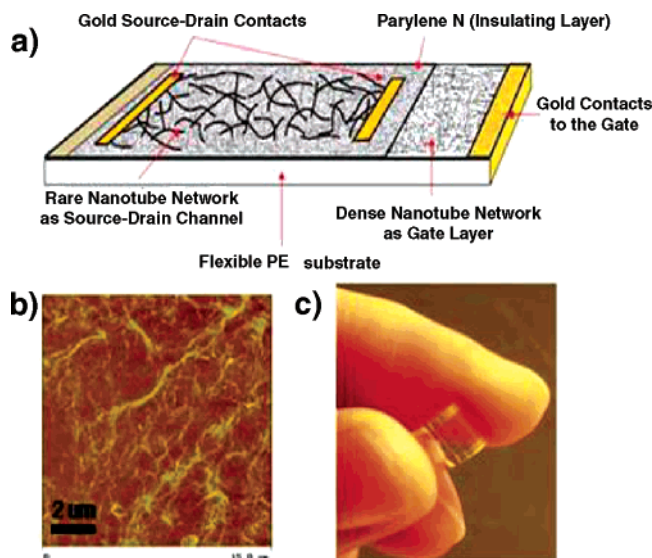 a)
Gold Source-Drain Contacts
Parylene N (Insulating Layer)
Gold Contacts
to the Gate
Rare Nanotube Network
as Source-Drain Channel
Dense Nanotube Network
as Gate Layer
Flexible PE substrate
b)
c)
2 um